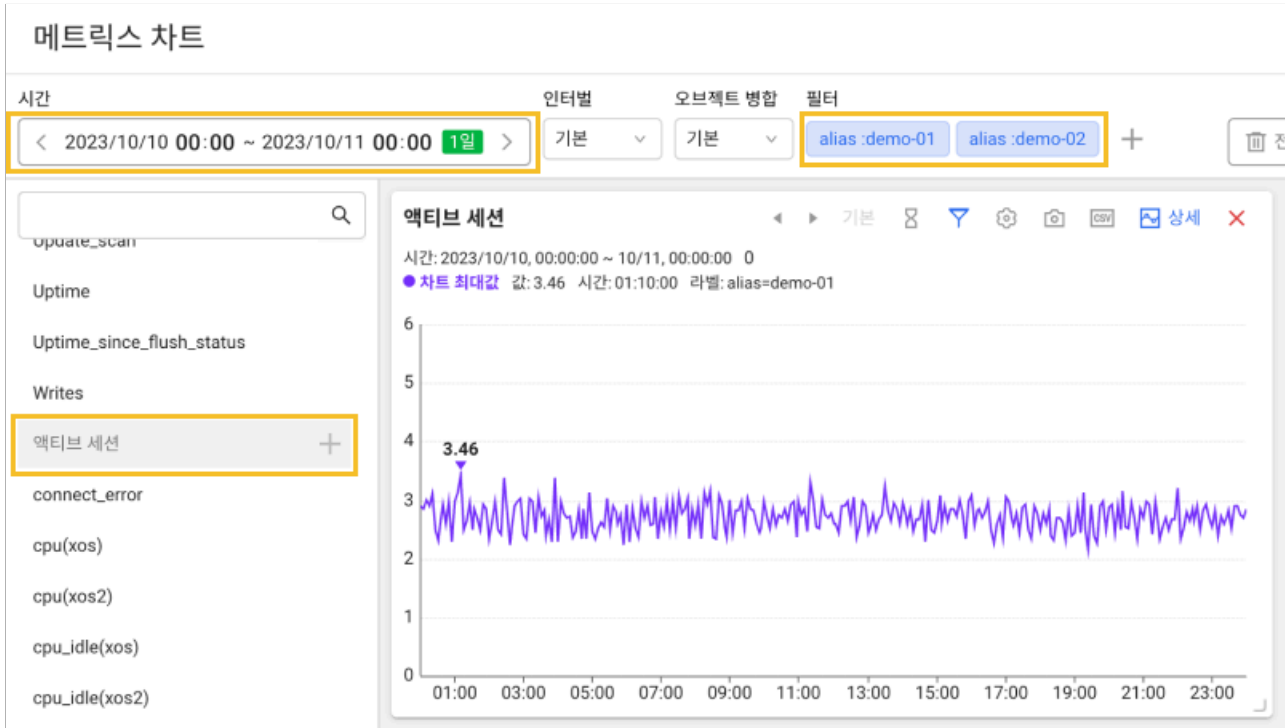 메트릭스 차트
시간
인터벌
오브젝트 병합
필터
2023/10/10 00:00 ~ 2023/10/11 00:00 1일
기본
기본
alias :demo-01
alias :demo-02
Update_scan
Uptime
Uptime_since_flush_status
Writes
액티브 세션
connect_error
cpu(xos)
cpu(xos2)
cpu_idle(xos)
cpu_idle(xos2)
액티브 세션
기본
CSV
상세
시간: 2023/10/10, 00:00:00 ~ 10/11, 00:00:00 0
차트 최대값 값: 3.46 시간: 01:10:00 라벨: alias=demo-01
6
5
4
3.46
3
2
1
0
01:00 03:00 05:00 07:00 09:00 11:00 13:00 15:00 17:00 19:00 21:00 23:00